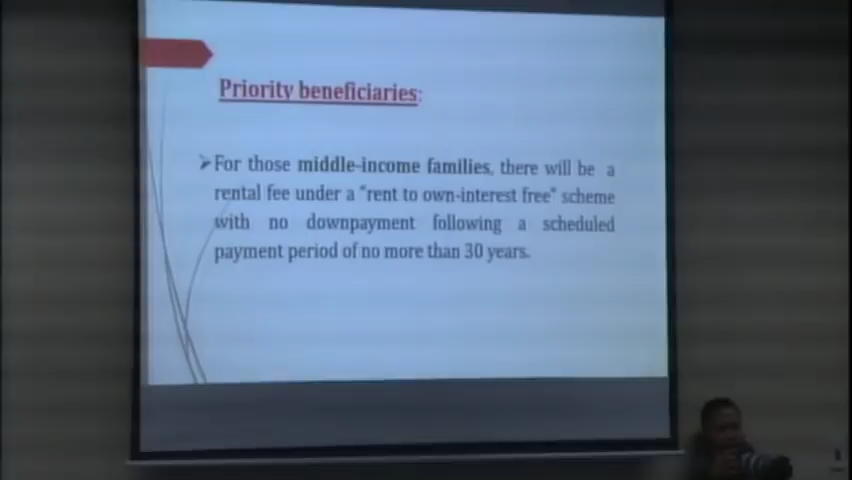 Priority beneficiaries:
➢For those middle-income families, there will be a
rental fee under a "rent to own-interest free" scheme
with no downpayment following a scheduled
payment period of no more than 30 years.